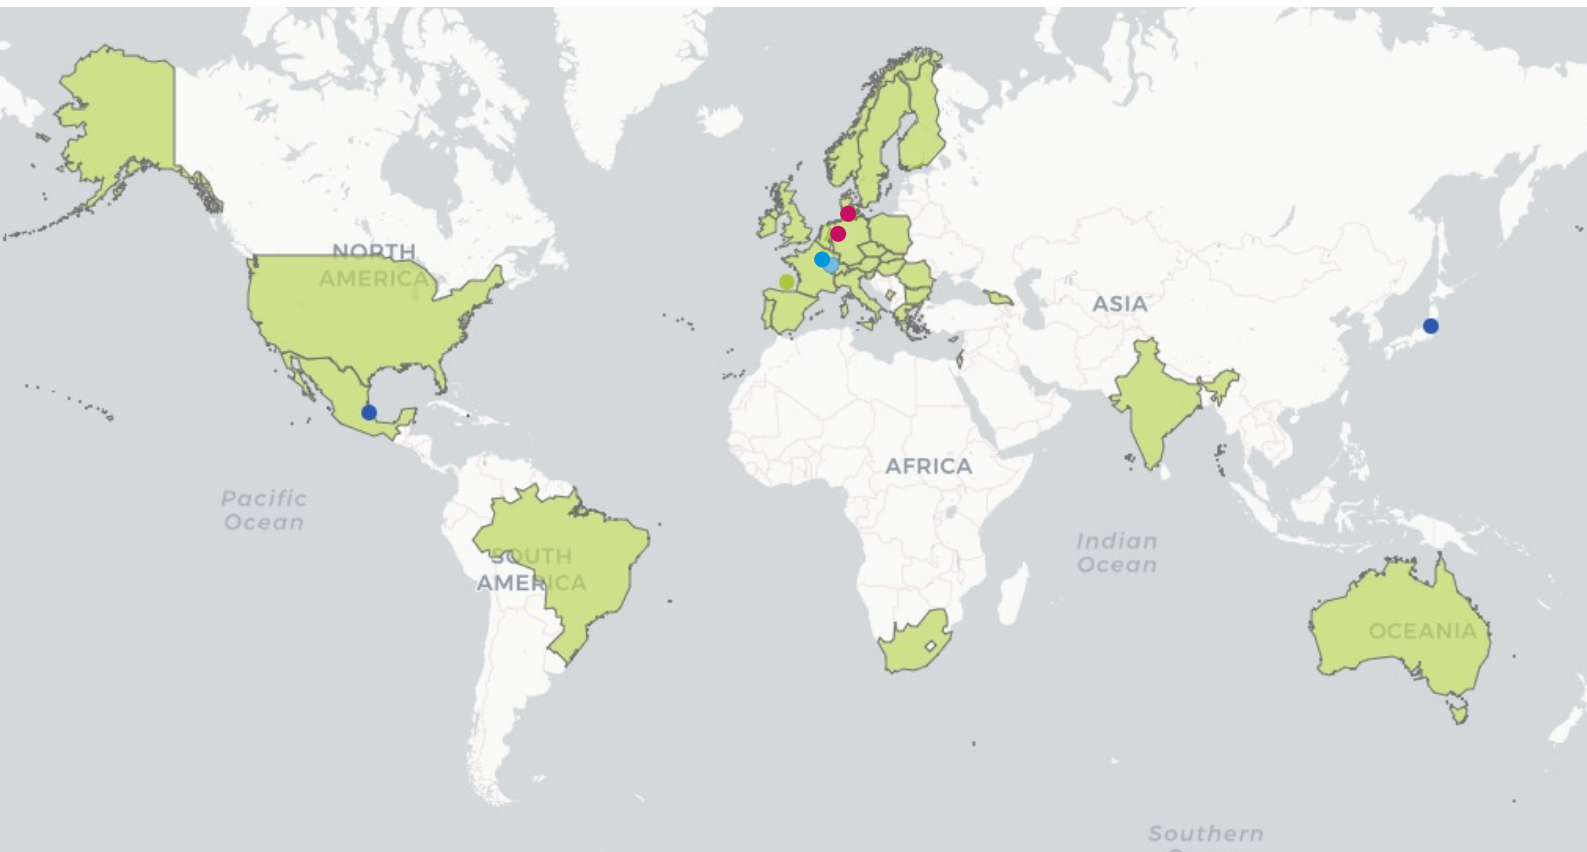 NORTH
AMERICA
ASIA
AFRICA
Pacific
Ocean
Indian
Ocean
SOUTH
AMERICA
OCEANIA
Southern